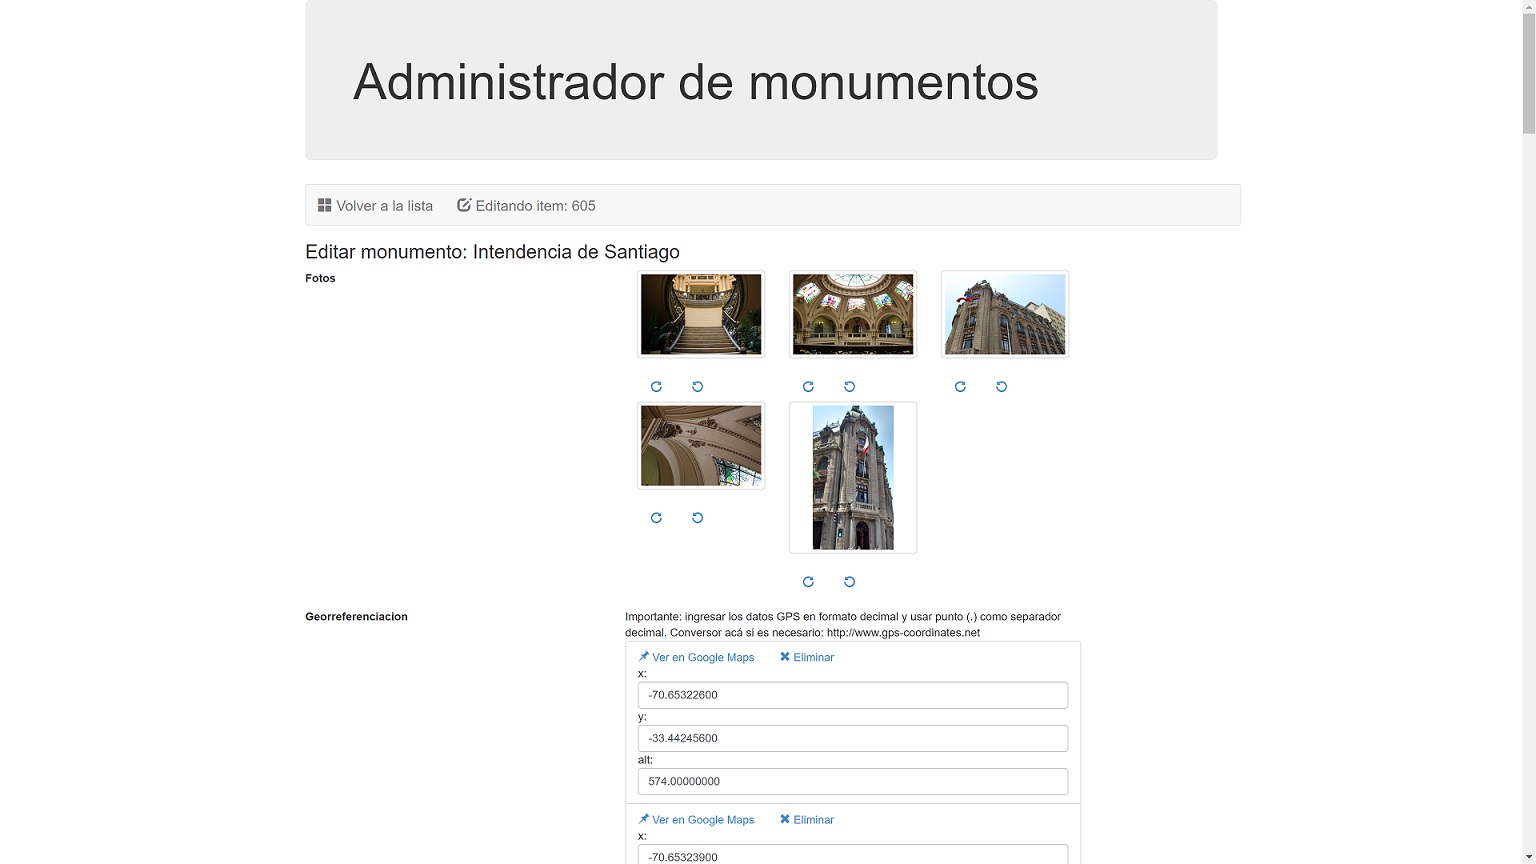 Administrador de monumentos
Volver a la lista Editando item: 605
Editar monumento: Intendencia de Santiago
Fotos
Georreferenciacion
Importante: ingresar los datos GPS en formato decimal y usar punto (.) como separador
decimal. Conversor acá si es necesario: http://www.gps-coordinates.net
Ver en Google Maps Eliminar
x:
-70.65322600
y:
-33.44245600
alt:
574.00000000
Ver en Google Maps Eliminar
x:
-70.65323900